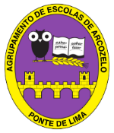 AGRUPAMENTO DE ESCOLAS DE ARCOZELO
PONTE DE LIMA